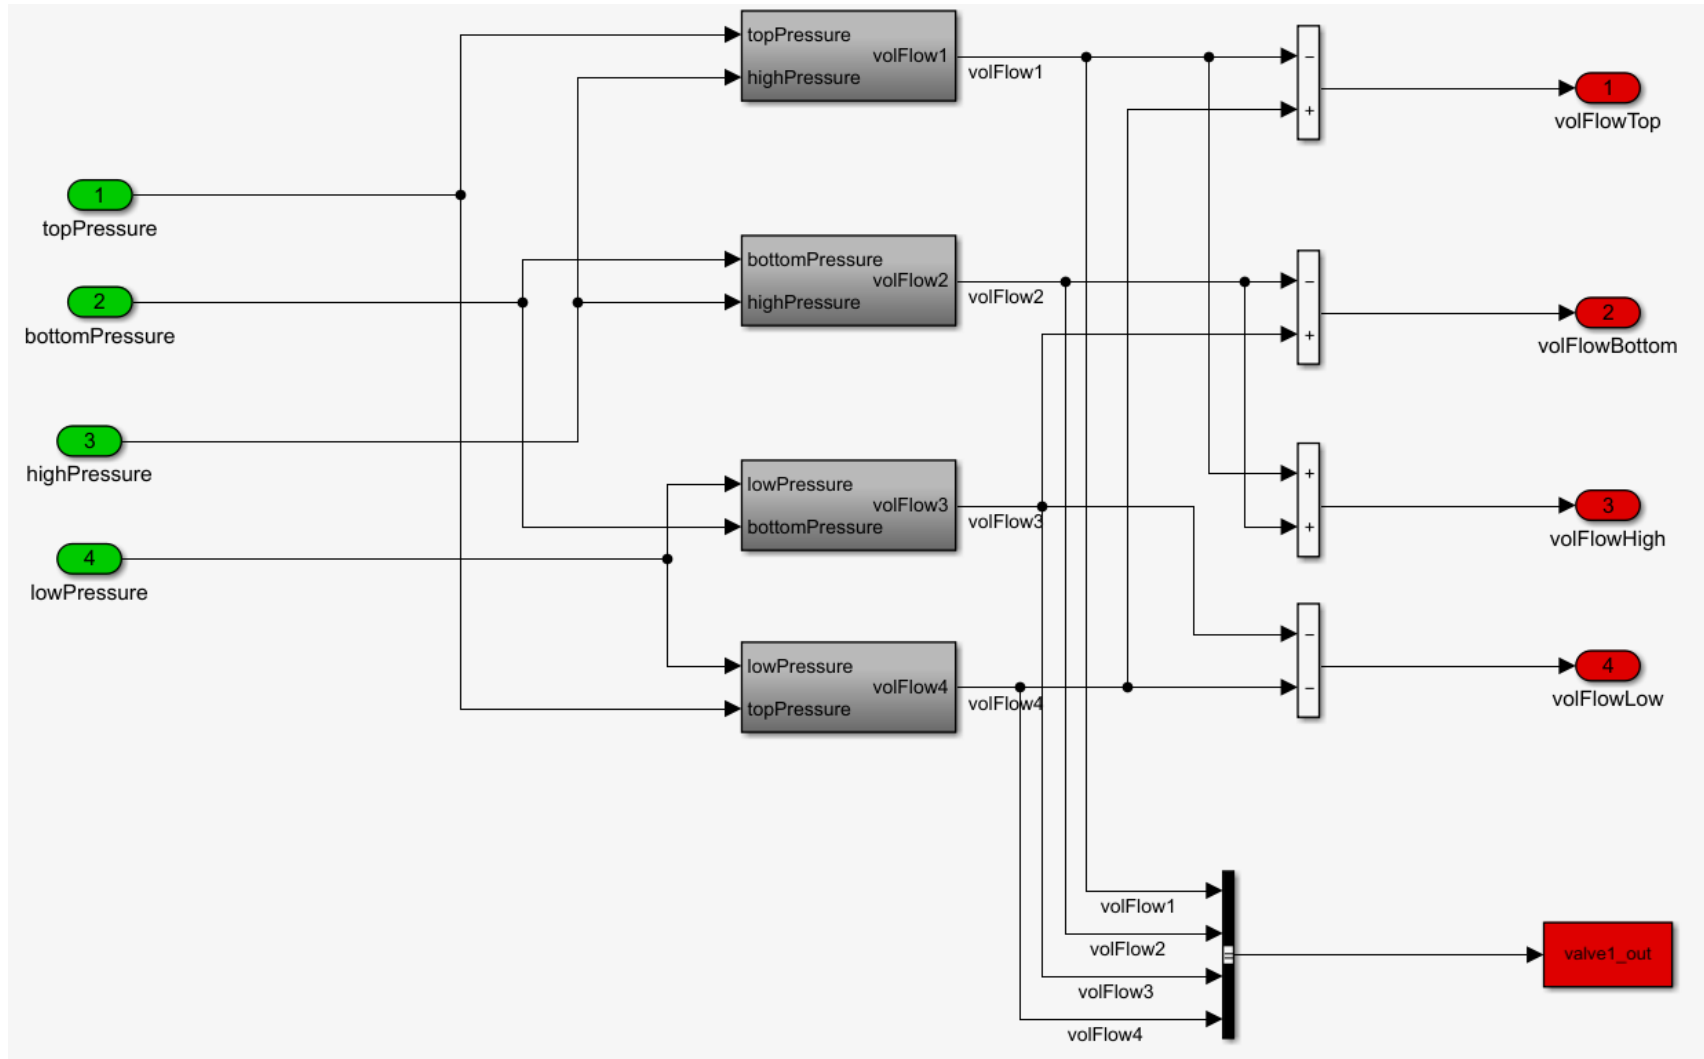 topPressure
volFlow1
highPressure
volFlow1
−
+
1
volFlowTop
1
topPressure
bottomPressure
volFlow2
highPressure
volFlow2
−
+
2
volFlowBottom
2
bottomPressure
3
highPressure
lowPressure
volFlow3
bottomPressure
volFlow3
+
+
3
volFlowHigh
4
lowPressure
lowPressure
volFlow4
topPressure
volFlow4
−
−
4
volFlowLow
volFlow1
volFlow2
volFlow3
volFlow4
valve1_out